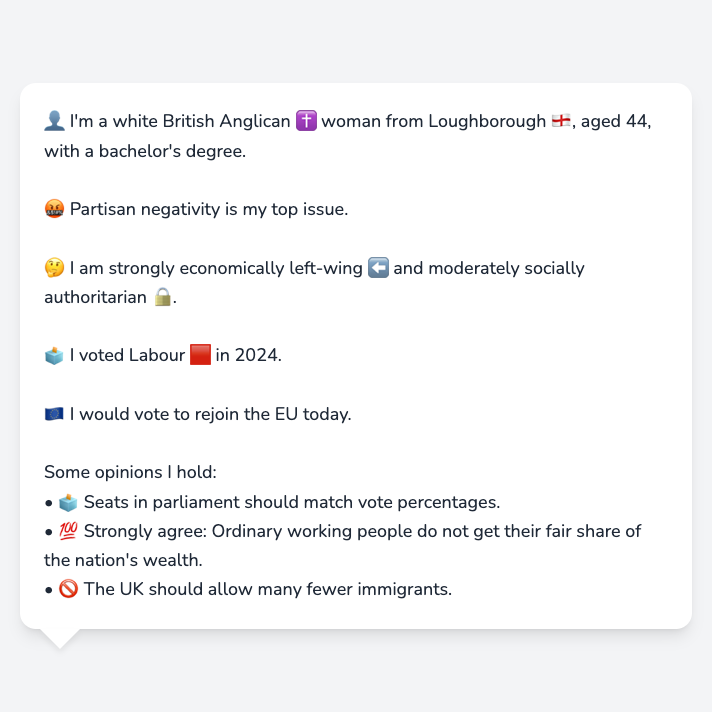 👤 I'm a white British Anglican ✝️ woman from Loughborough 🏴󠁧󠁢󠁥󠁮󠁧󠁿, aged 44,
with a bachelor's degree.
🤬 Partisan negativity is my top issue.
🤔 I am strongly economically left-wing ⬅️ and moderately socially
authoritarian 🔒.
🗳️ I voted Labour 🟥 in 2024.
🇪🇺 I would vote to rejoin the EU today.
Some opinions I hold:
• 🗳️ Seats in parliament should match vote percentages.
• 💯 Strongly agree: Ordinary working people do not get their fair share of
the nation's wealth.
• 🚫 The UK should allow many fewer immigrants.